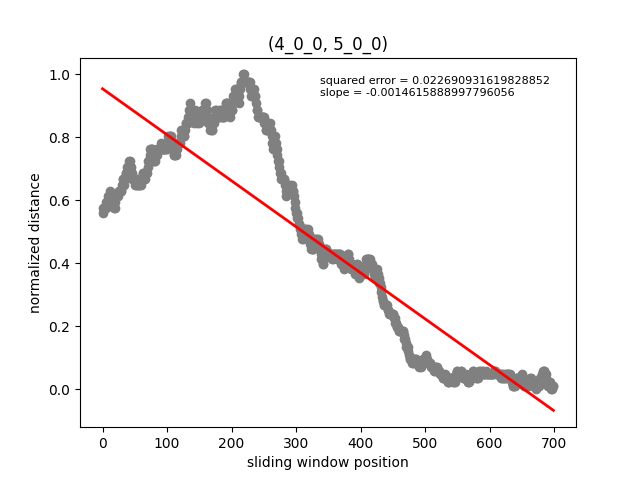 (4_0_0, 5_0_0)
squared error = 0.022690931619828852
slope = -0.0014615888997796056
normalized distance
1.0
0.8
0.6
0.4
0.2
0.0
0 100 200 300 400 500 600 700
sliding window position